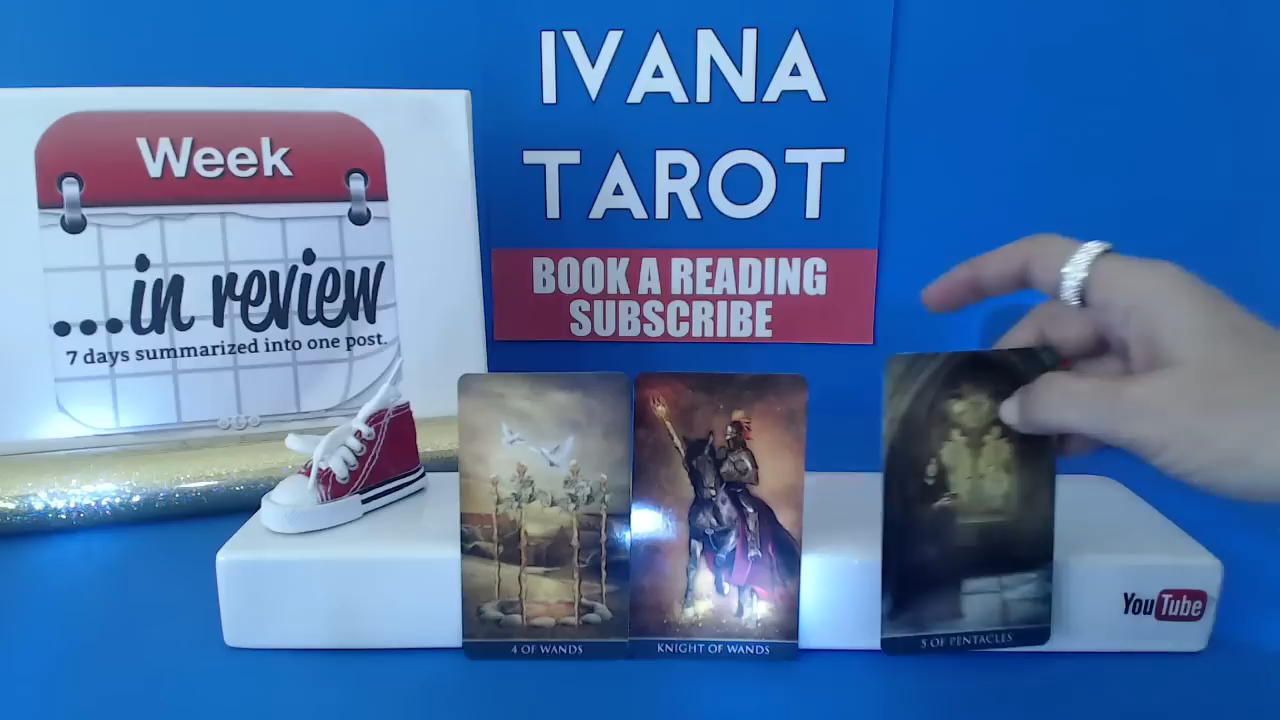 Week
...in review
7 days summarized into one post.
IVANA
TAROT
BOOK A READING
SUBSCRIBE
4 OF WANDS
KNIGHT OF WANDS
5 OF PENTACLES
YouTube